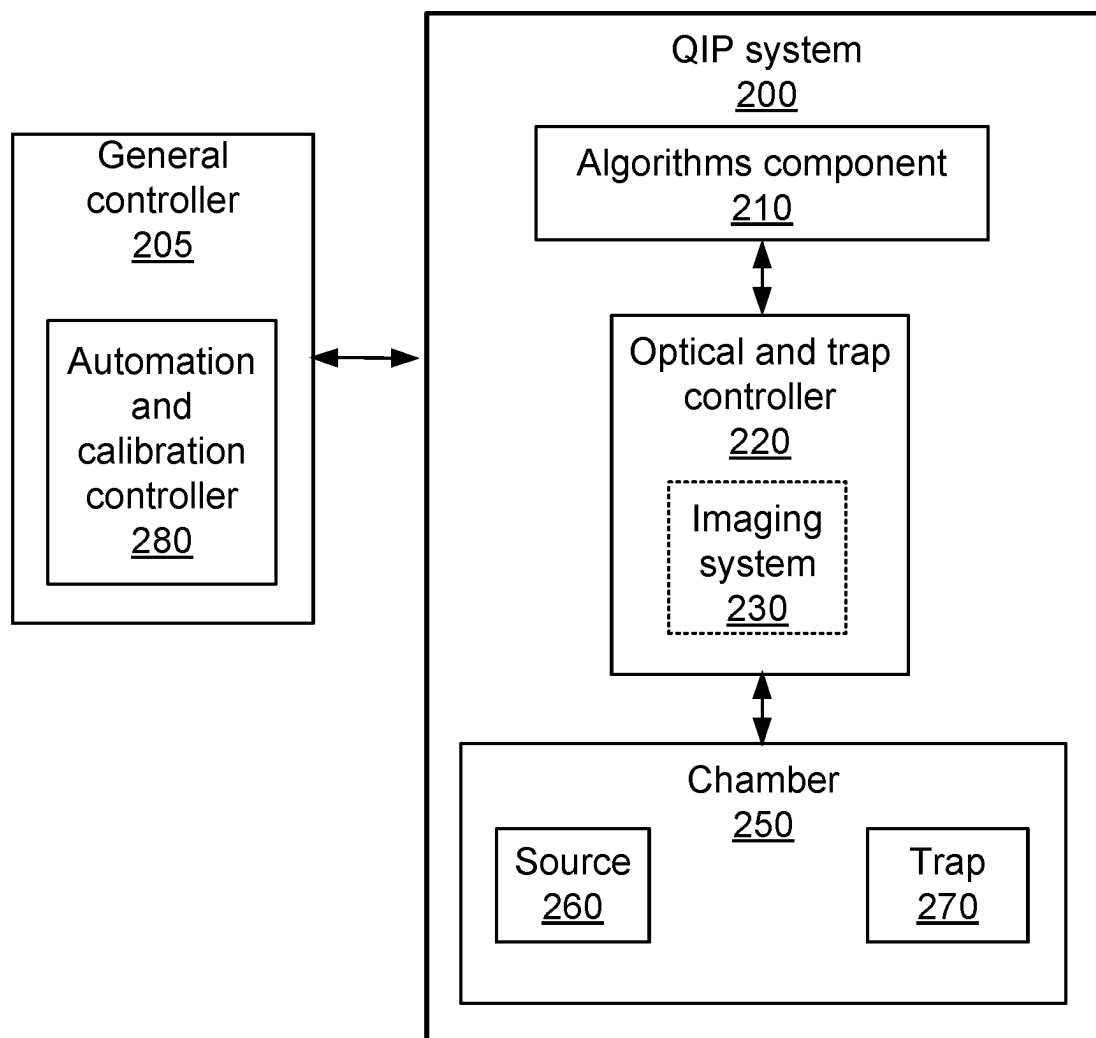 QIP system
200
Algorithms component
210
General
controller
205
Automation
and
calibration
controller
280
Optical and trap
controller
220
Imaging
system
230
Chamber
250
Source
260
Trap
270